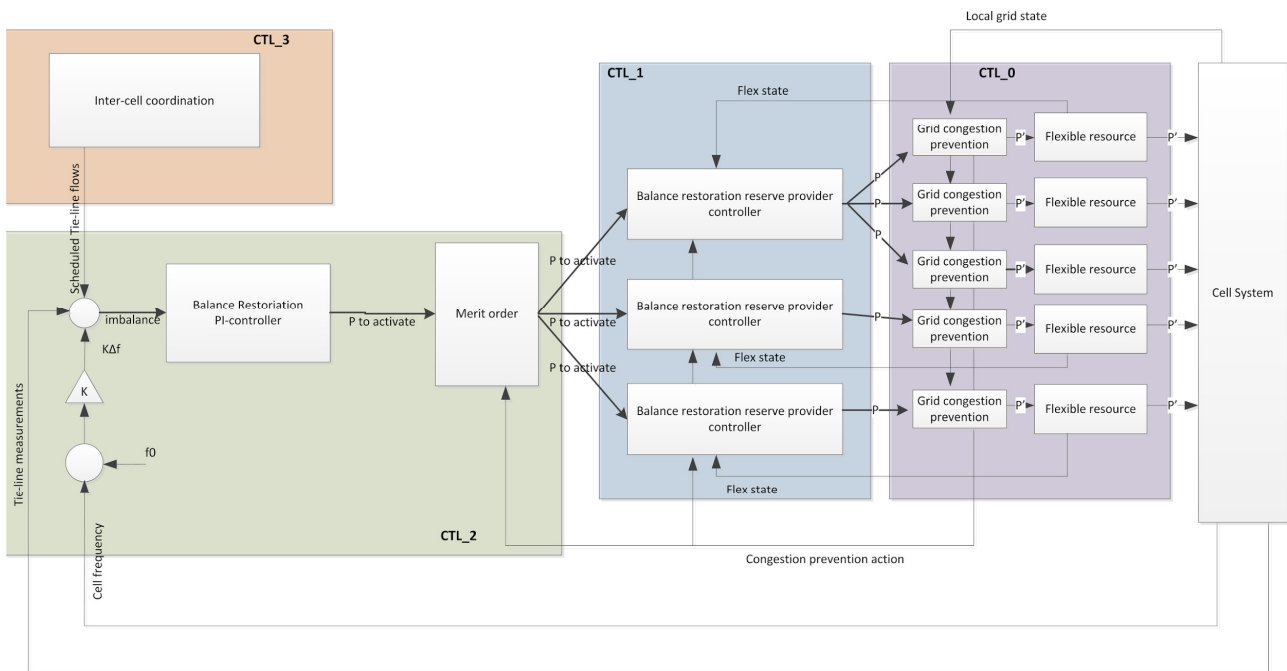 Local grid state
CTL_3
Inter-cell coordination
CTL_1
CTL_0
Flex state
Grid congestion
prevention
P'
Flexible resource
P'
Scheduled Tie-line flows
Balance restoration reserve provider
controller
P
P
P
Grid congestion
prevention
P'
Flexible resource
P'
Grid congestion
prevention
P'
Flexible resource
P'
Cell System
P to activate
Balance Restoriation
PI-controller
imbalance
P to activate
Merit order
P to activate
Balance restoration reserve provider
controller
P
Grid congestion
prevention
P'
Flexible resource
P'
KΔf
Flex state
P to activate
K
Balance restoration reserve provider
controller
P
Grid congestion
prevention
P'
Flexible resource
P'
Tie-line measurements
f0
Flex state
CTL_2
Cell frequency
Congestion prevention action